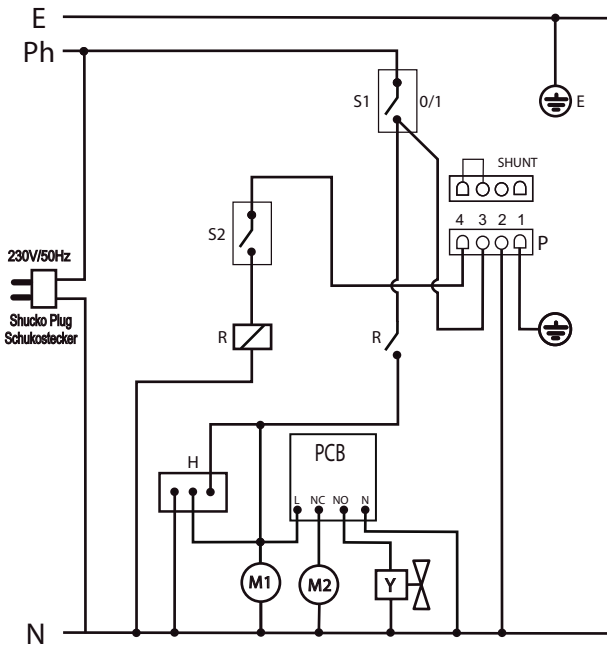 E
Ph
S1
0/1
E
SHUNT
4 3 2 1
P
S2
230V/50Hz
Shucko Plug
Schukostecker
R
R
H
PCB
L NC NO N
M1
M2
Y
N